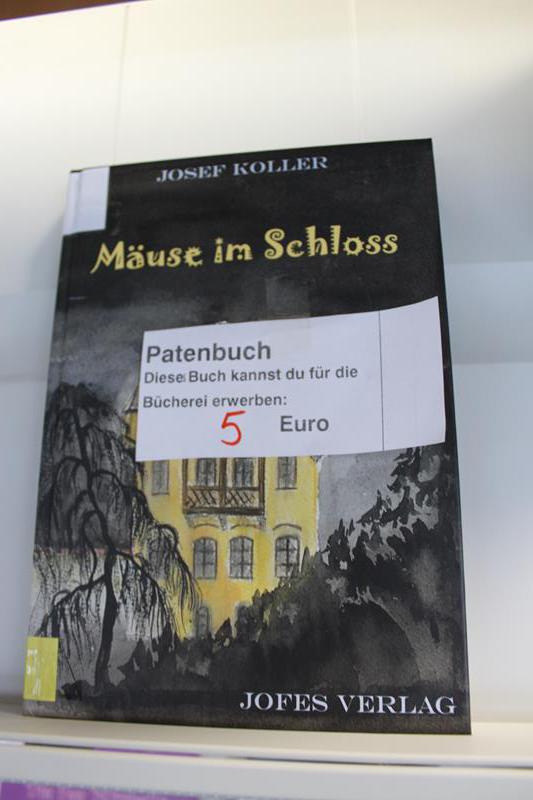 JOSEF KOLLER
Mäuse im Schloss
Patenbuch
Diese Buch kannst du für die
Bücherei erwerben:
5 Euro
JOFES VERLAG